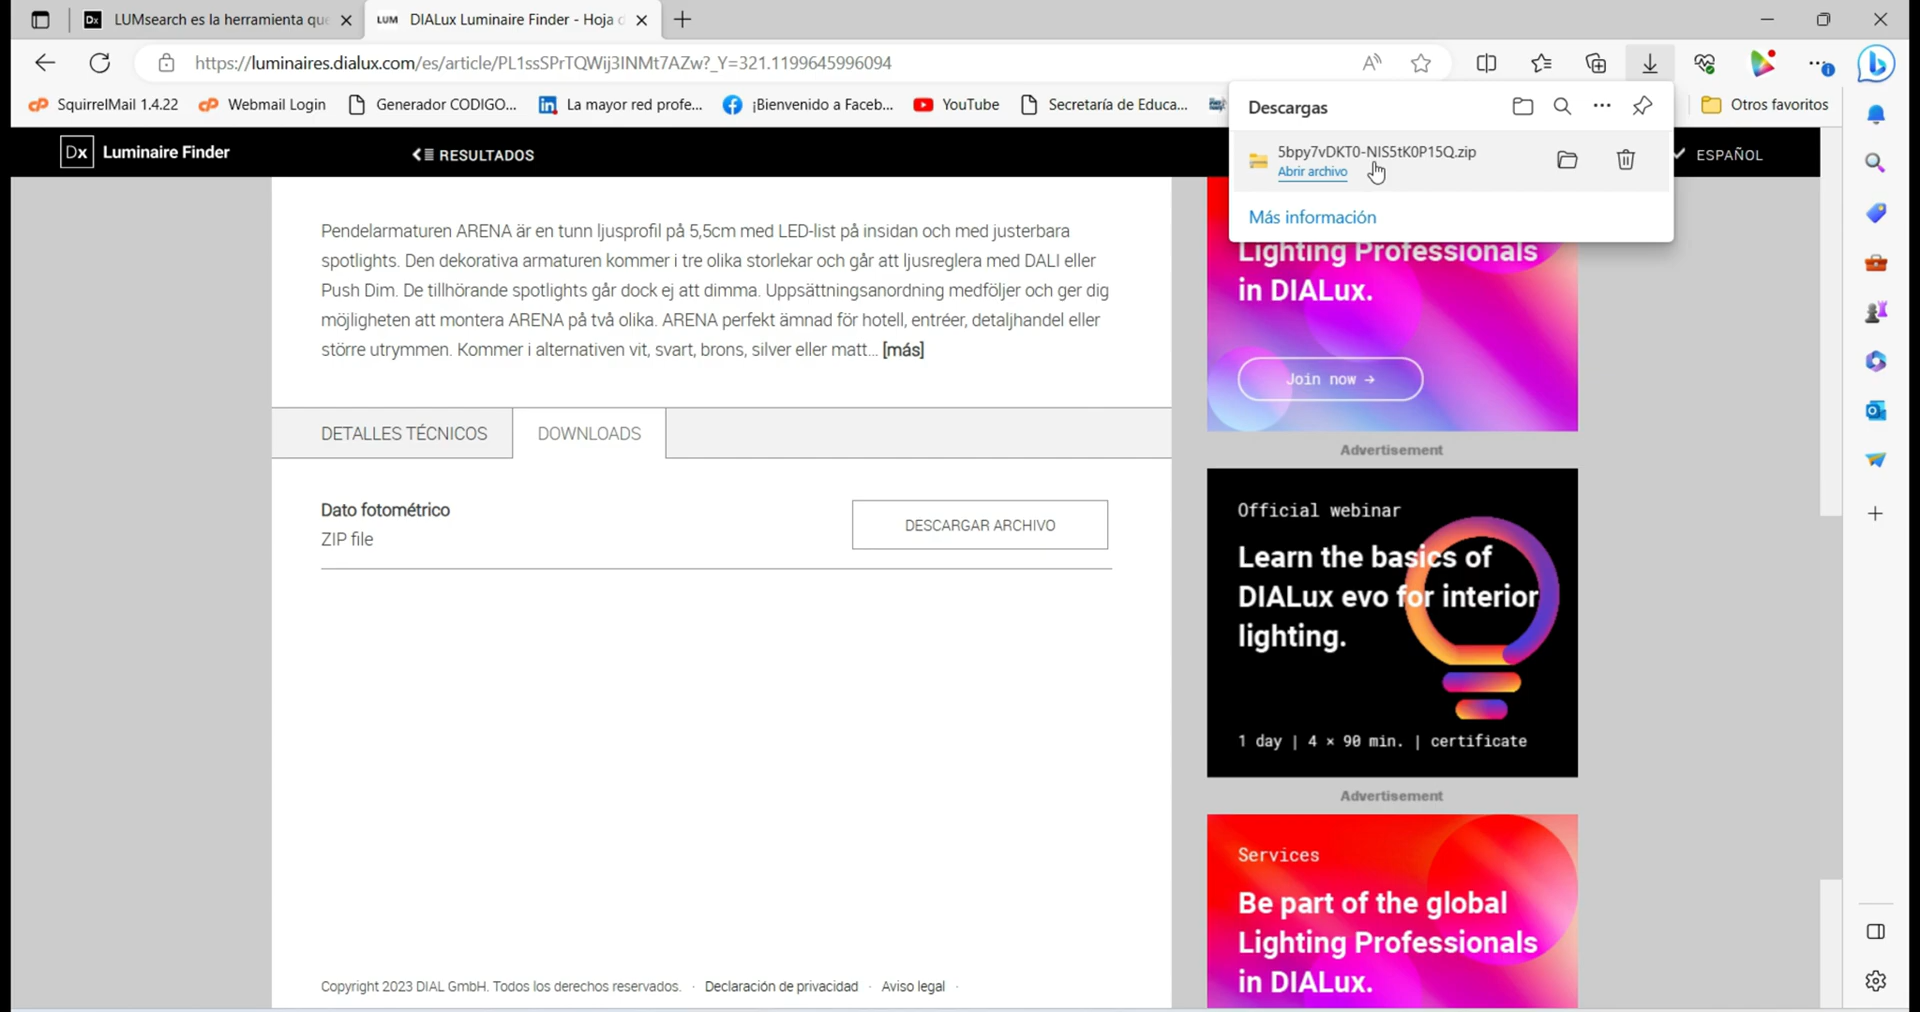 Dx LUMsearch es la herramienta que
LUM DIALux Luminaire Finder - Hoja d
https://luminaires.dialux.com/es/article/PL1ssSPrTQWij3INMt7AZw?_Y=321.1199645996094
SquirrelMail 1.4.22
Webmail Login
Generador CODIGO...
La mayor red profe...
¡Bienvenido a Faceb...
YouTube
Secretaría de Educa...
Otros favoritos
Descargas
5bpy7vDKT0-NIS5tK0P15Q.zip
Abrir archivo
Más información
Dx Luminaire Finder
RESULTADOS
ESPAÑOL
Pendelarmaturen ARENA är en tunn ljusprofil på 5,5cm med LED-list på insidan och med justerbara
spotlights. Den dekorativa armaturen kommer i tre olika storlekar och går att ljusreglera med DALI eller
Push Dim. De tillhörande spotlights går dock ej att dimma. Uppsättningsanordning medföljer och ger dig
möjligheten att montera ARENA på två olika. ARENA perfekt ämnad för hotell, entréer, detaljhandel eller
större utrymmen. Kommer i alternativen vit, svart, brons, silver eller matt... [más]
DETALLES TÉCNICOS
DOWNLOADS
Dato fotométrico
ZIP file
DESCARGAR ARCHIVO
Copyright 2023 DIAL GmbH. Todos los derechos reservados. · Declaración de privacidad · Aviso legal ·
Lighting Professionals
in DIALux.
Join now →
Advertisement
Official webinar
Learn the basics of
DIALux evo for interior
lighting.
1 day | 4 × 90 min. | certificate
Advertisement
Services
Be part of the global
Lighting Professionals
in DIALux.